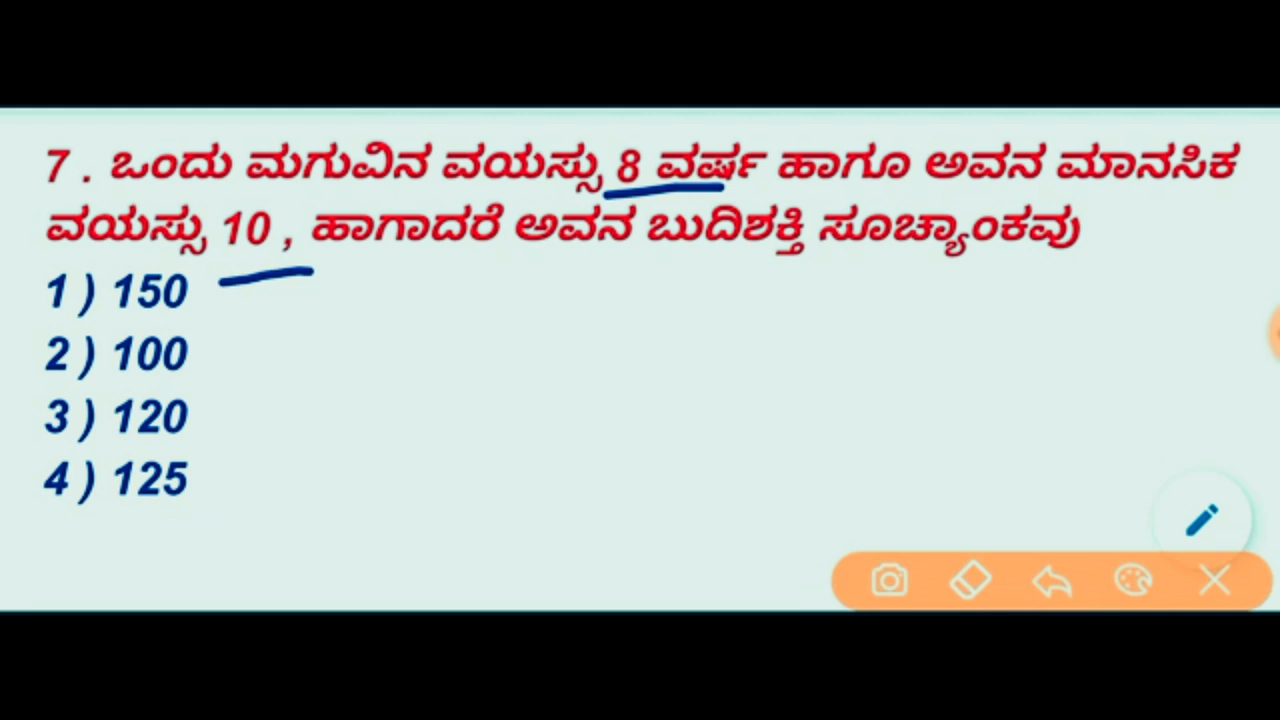 7 . ಒಂದು ಮಗುವಿನ ವಯಸ್ಸು 8 ವರ್ಷ ಹಾಗೂ ಅವನ ಮಾನಸಿಕ
ವಯಸ್ಸು 10 , ಹಾಗಾದರೆ ಅವನ ಬುದಿಶಕ್ತಿ ಸೂಚ್ಯಾಂಕವು
1 ) 150
2 ) 100
3 ) 120
4 ) 125